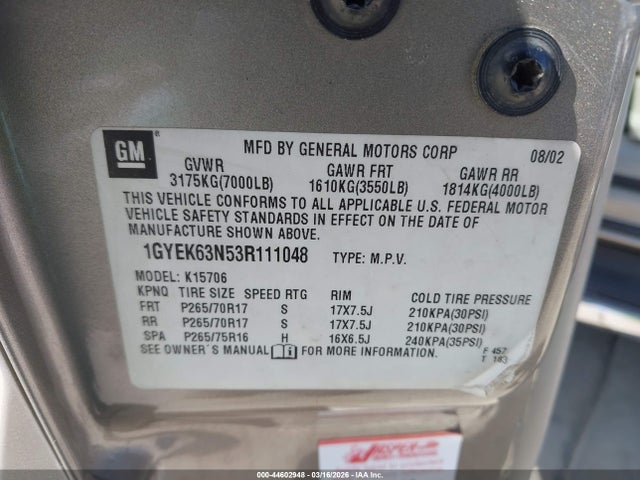 GM
MFD BY GENERAL MOTORS CORP 08/02
GVWR GAWR FRT GAWR RR
3175KG(7000LB) 1610KG(3550LB) 1814KG(4000LB)
THIS VEHICLE CONFORMS TO ALL APPLICABLE U.S. FEDERAL MOTOR
VEHICLE SAFETY STANDARDS IN EFFECT ON THE DATE OF
MANUFACTURE SHOWN ABOVE.
1GYEK63N53R111048 TYPE: M.P.V.
MODEL: K15706
KPNQ TIRE SIZE SPEED RTG RIM COLD TIRE PRESSURE
FRT P265/70R17 S 17X7.5J 210KPA(30PSI)
RR P265/70R17 S 17X7.5J 210KPA(30PSI)
SPA P265/75R16 H 16X6.5J 240KPA(35PSI)
SEE OWNER´S MANUAL FOR MORE INFORMATION.
F 457
T 183
000-44602948 | 03/16/2026 | IAA Inc.